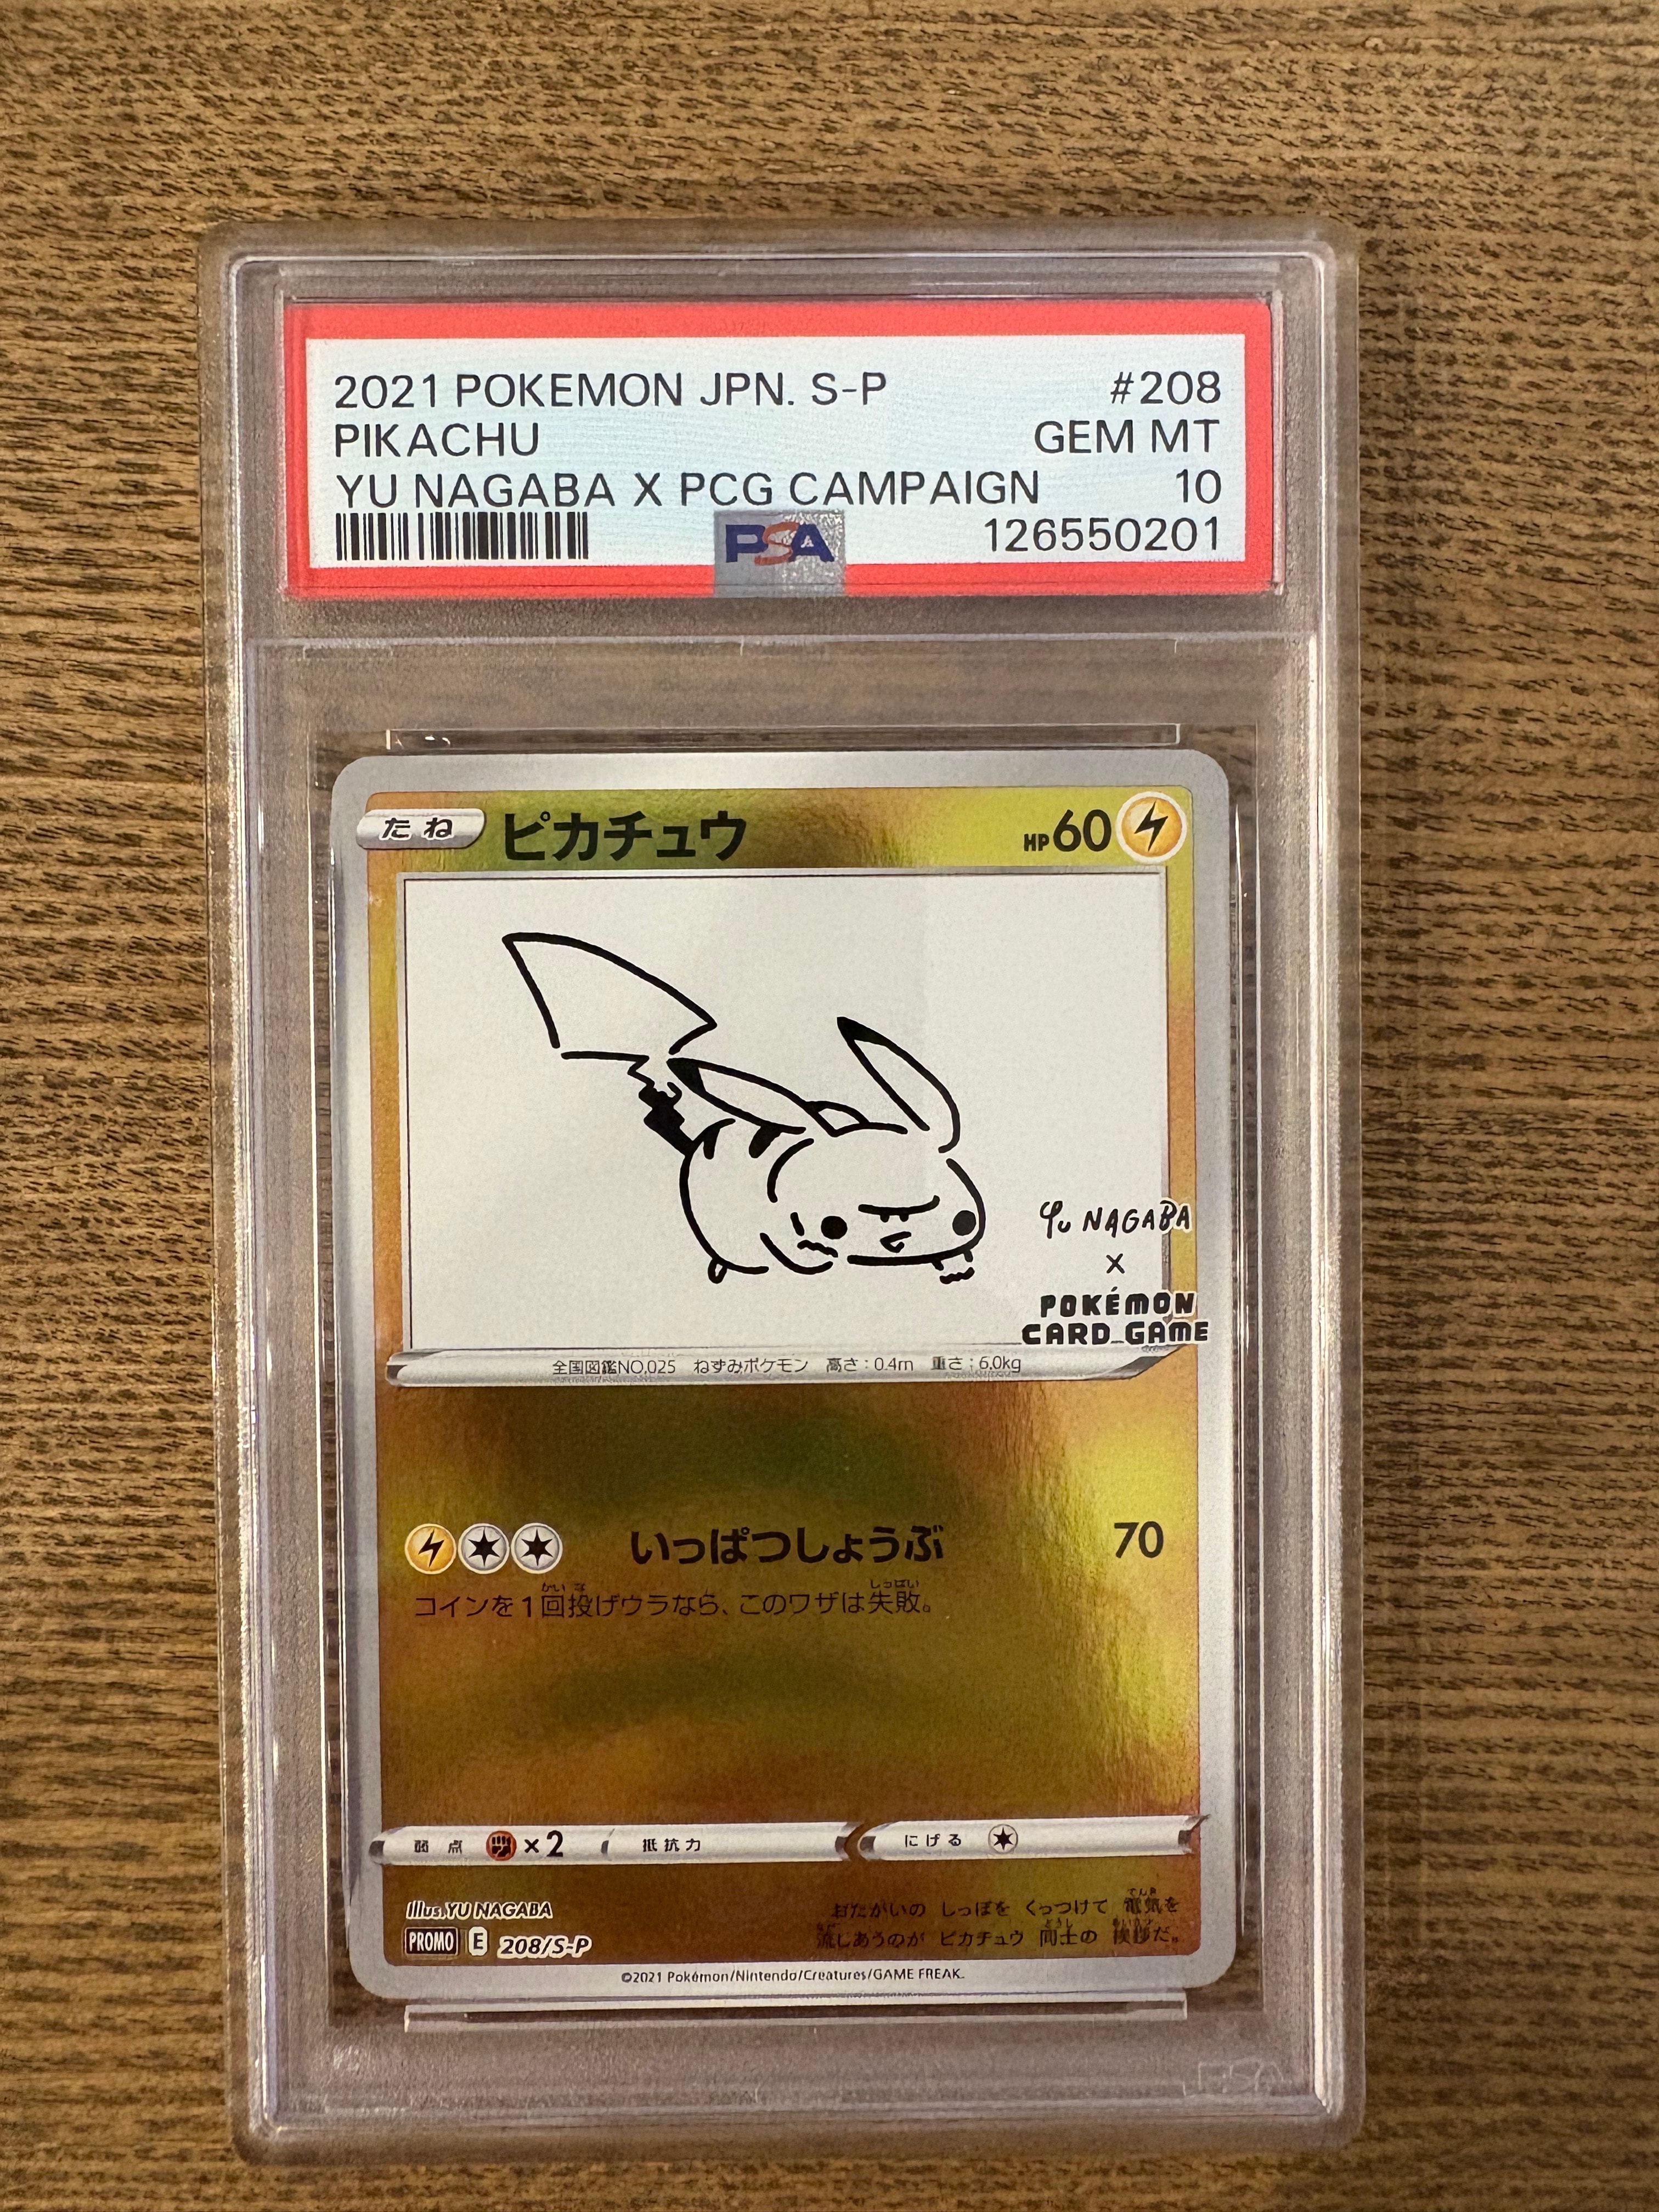 2021 POKEMON JPN. S-P #208
PIKACHU GEM MT
YU NAGABA X PCG CAMPAIGN 10
PSA 126550201
たね ピカチュウ HP60
YU NAGABA
X
POKÉMON
CARD GAME
全国図鑑NO.025 ねずみポケモン 高さ:0.4m 重さ:6.0kg
いっぱつしょうぶ 70
コインを1回投げウラなら、このワザは失敗。
弱点 ×2 抵抗力 にげる
Illus.YU NAGABA
おたがいの しっぽを くっつけて 電気を
流しあうのが ピカチュウ 同士の 挨拶だ。
PROMO E 208/S-P
©2021 Pokémon/Nintendo/Creatures/GAME FREAK.
PSA